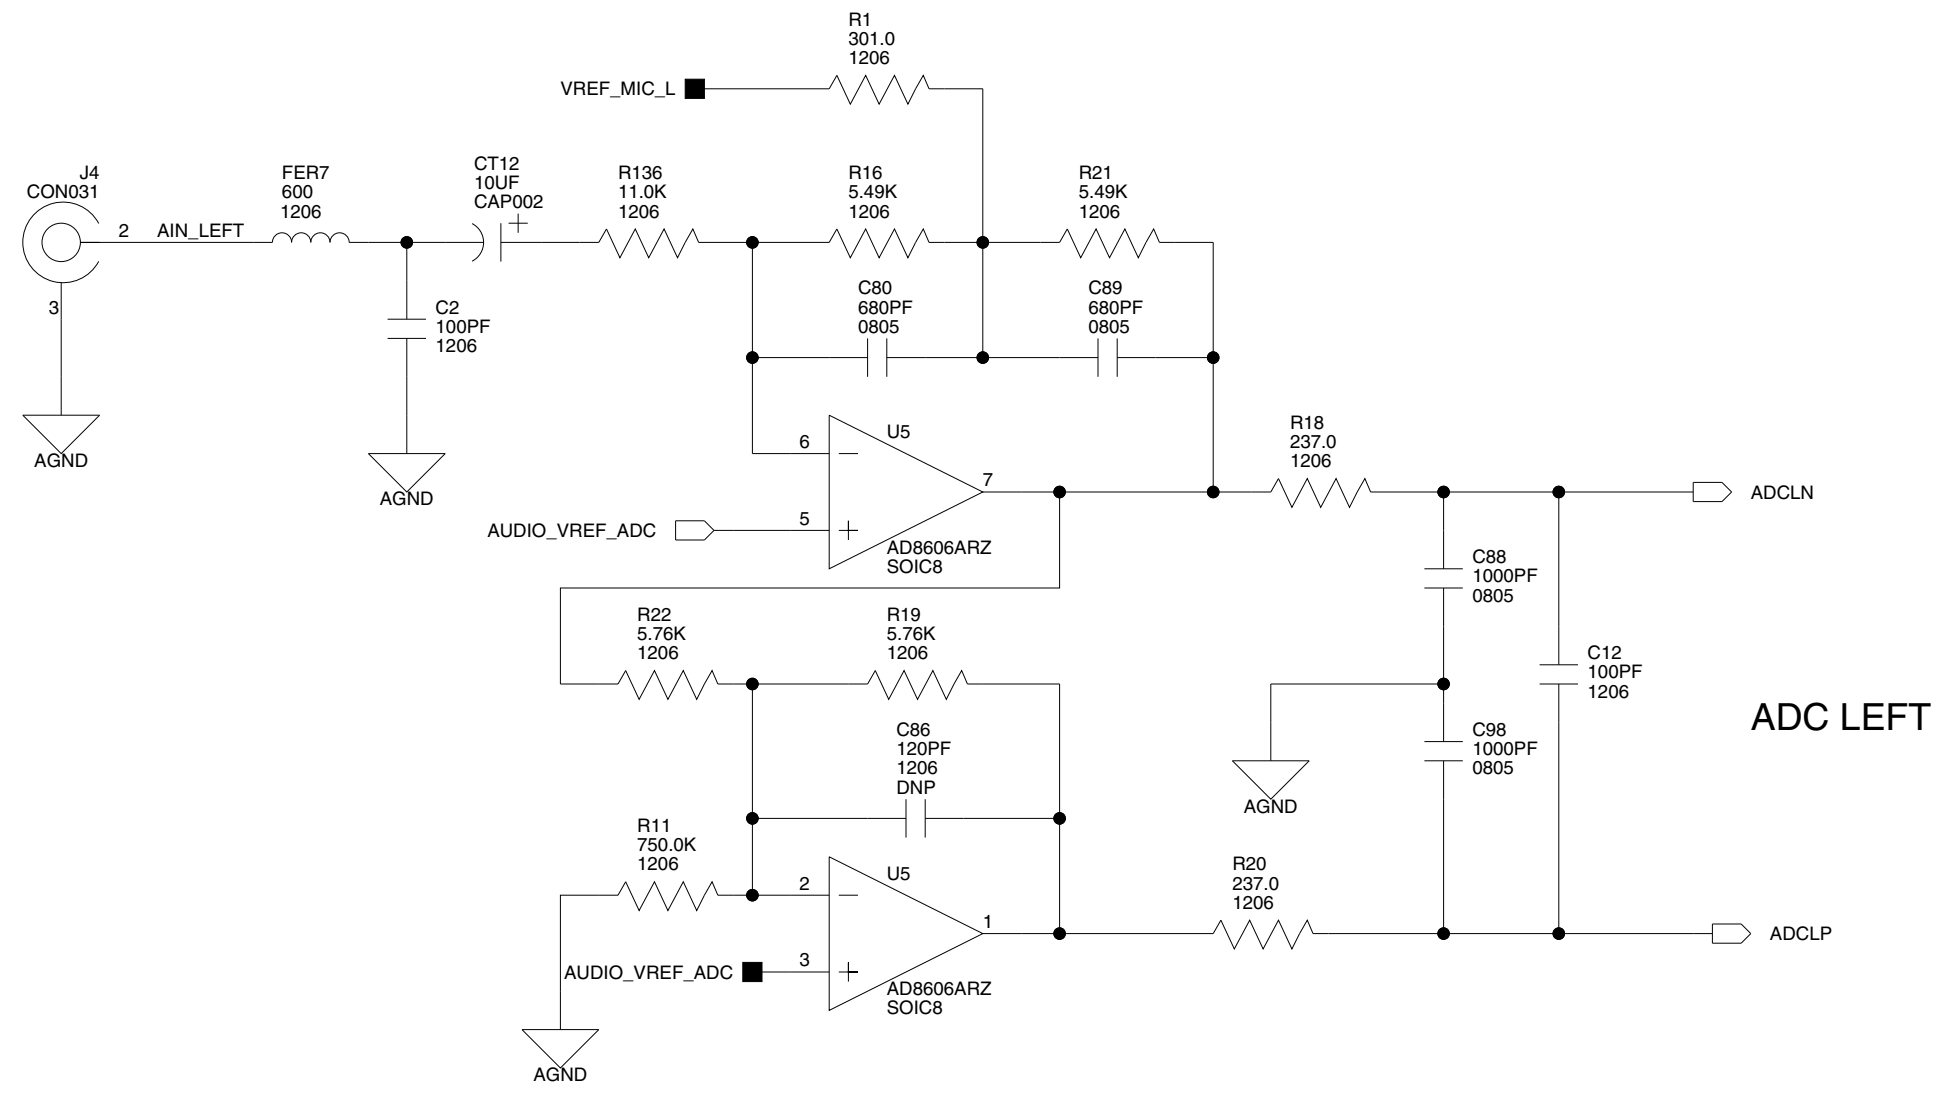 R1
301.0
1206
VREF_MIC_L
J4
CON031
2
AIN_LEFT
3
AGND
FER7
600
1206
C2
100PF
1206
AGND
CT12
10UF
CAP002
+
R136
11.0K
1206
R16
5.49K
1206
R21
5.49K
1206
C80
680PF
0805
C89
680PF
0805
U5
6
7
5
AUDIO_VREF_ADC
AD8606ARZ
SOIC8
R18
237.0
1206
ADCLN
C88
1000PF
0805
C12
100PF
1206
C98
1000PF
0805
AGND
ADC LEFT
R22
5.76K
1206
R19
5.76K
1206
C86
120PF
1206
DNP
R11
750.0K
1206
U5
2
1
3
AUDIO_VREF_ADC
AD8606ARZ
SOIC8
AGND
R20
237.0
1206
ADCLP